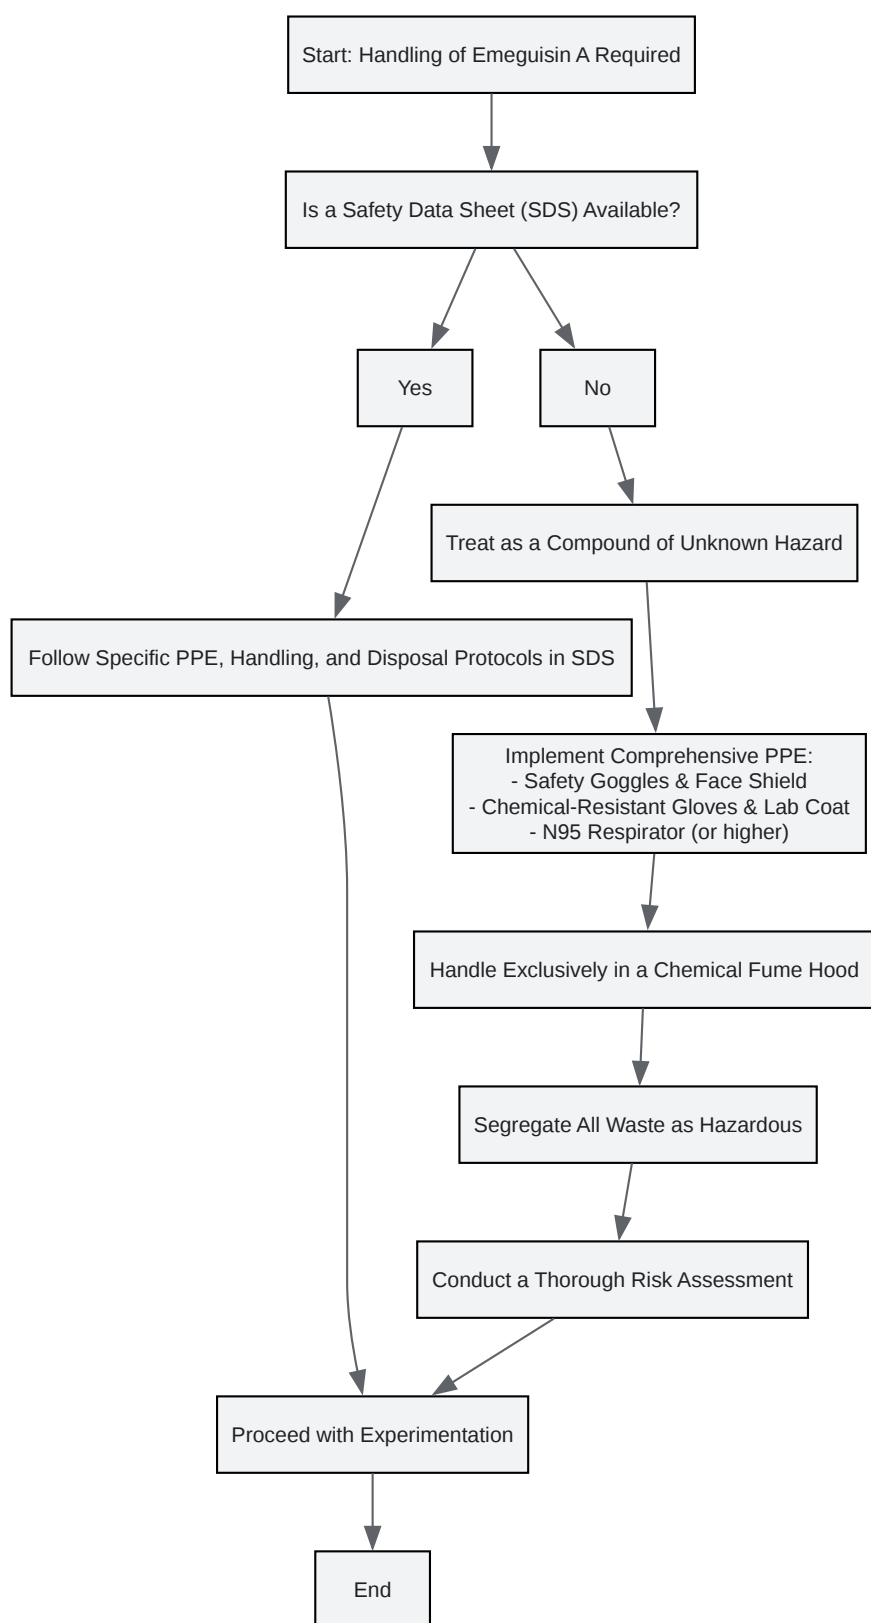 Start: Handling of Emeguisin A Required
Is a Safety Data Sheet (SDS) Available?
Yes
No
Treat as a Compound of Unknown Hazard
Follow Specific PPE, Handling, and Disposal Protocols in SDS
Implement Comprehensive PPE:
- Safety Goggles & Face Shield
- Chemical-Resistant Gloves & Lab Coat
- N95 Respirator (or higher)
Handle Exclusively in a Chemical Fume Hood
Segregate All Waste as Hazardous
Conduct a Thorough Risk Assessment
Proceed with Experimentation
End